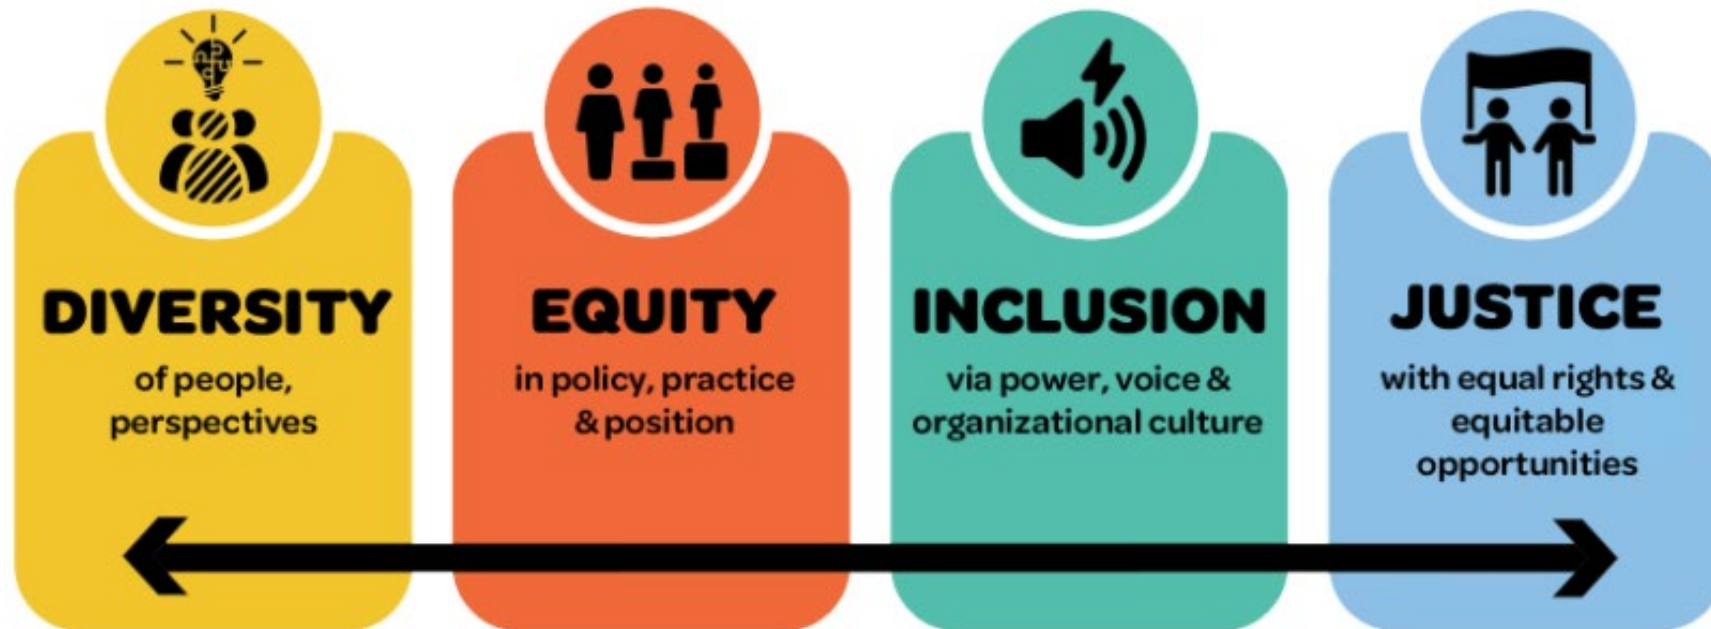 DIVERSITY
of people,
perspectives
EQUITY
in policy, practice
& position
INCLUSION
via power, voice &
organizational culture
JUSTICE
with equal rights &
equitable
opportunities